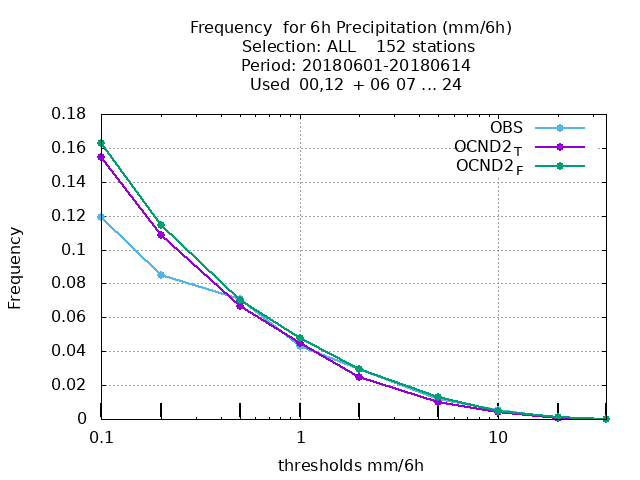 Frequency for 6h Precipitation (mm/6h)
Selection: ALL 152 stations
Period: 20180601-20180614
Used 00,12 + 06 07 ... 24
OBS
OCND2_T
OCND2_F
Frequency
0.18
0.16
0.14
0.12
0.1
0.08
0.06
0.04
0.02
0
0.1 1 10
thresholds mm/6h